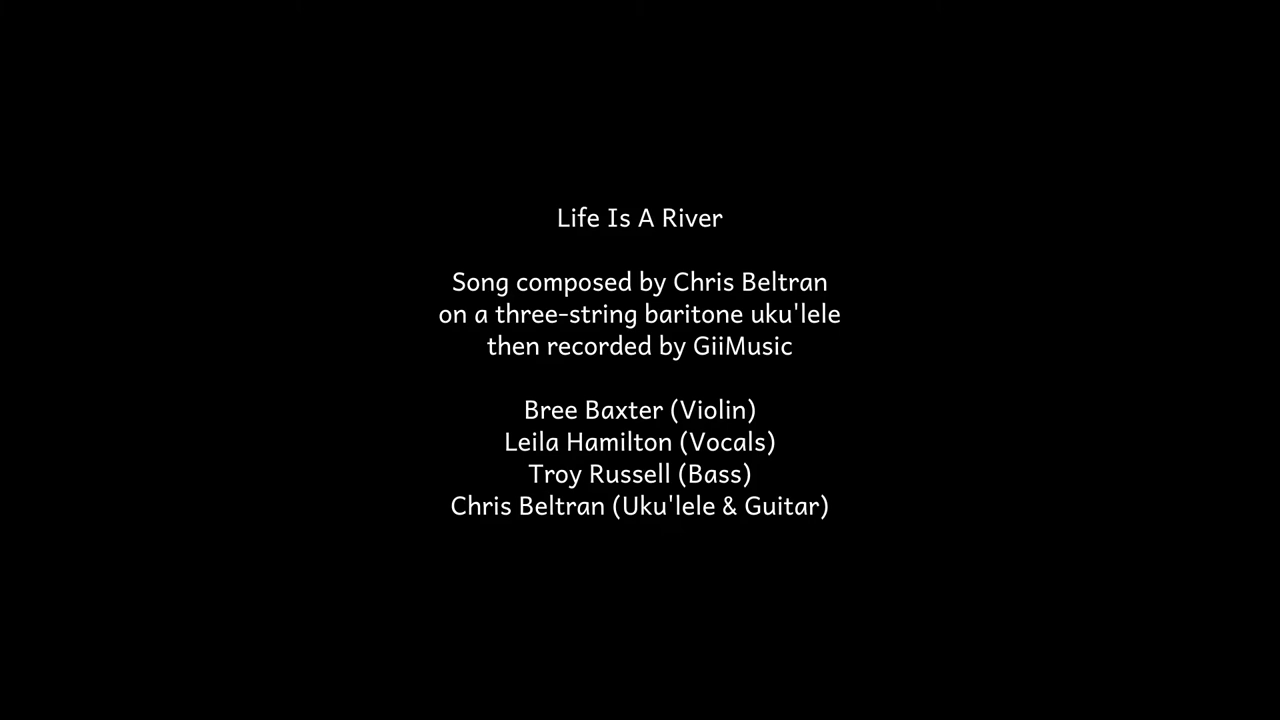 Life Is A River
Song composed by Chris Beltran
on a three-string baritone uku'lele
then recorded by GiiMusic
Bree Baxter (Violin)
Leila Hamilton (Vocals)
Troy Russell (Bass)
Chris Beltran (Uku'lele & Guitar)